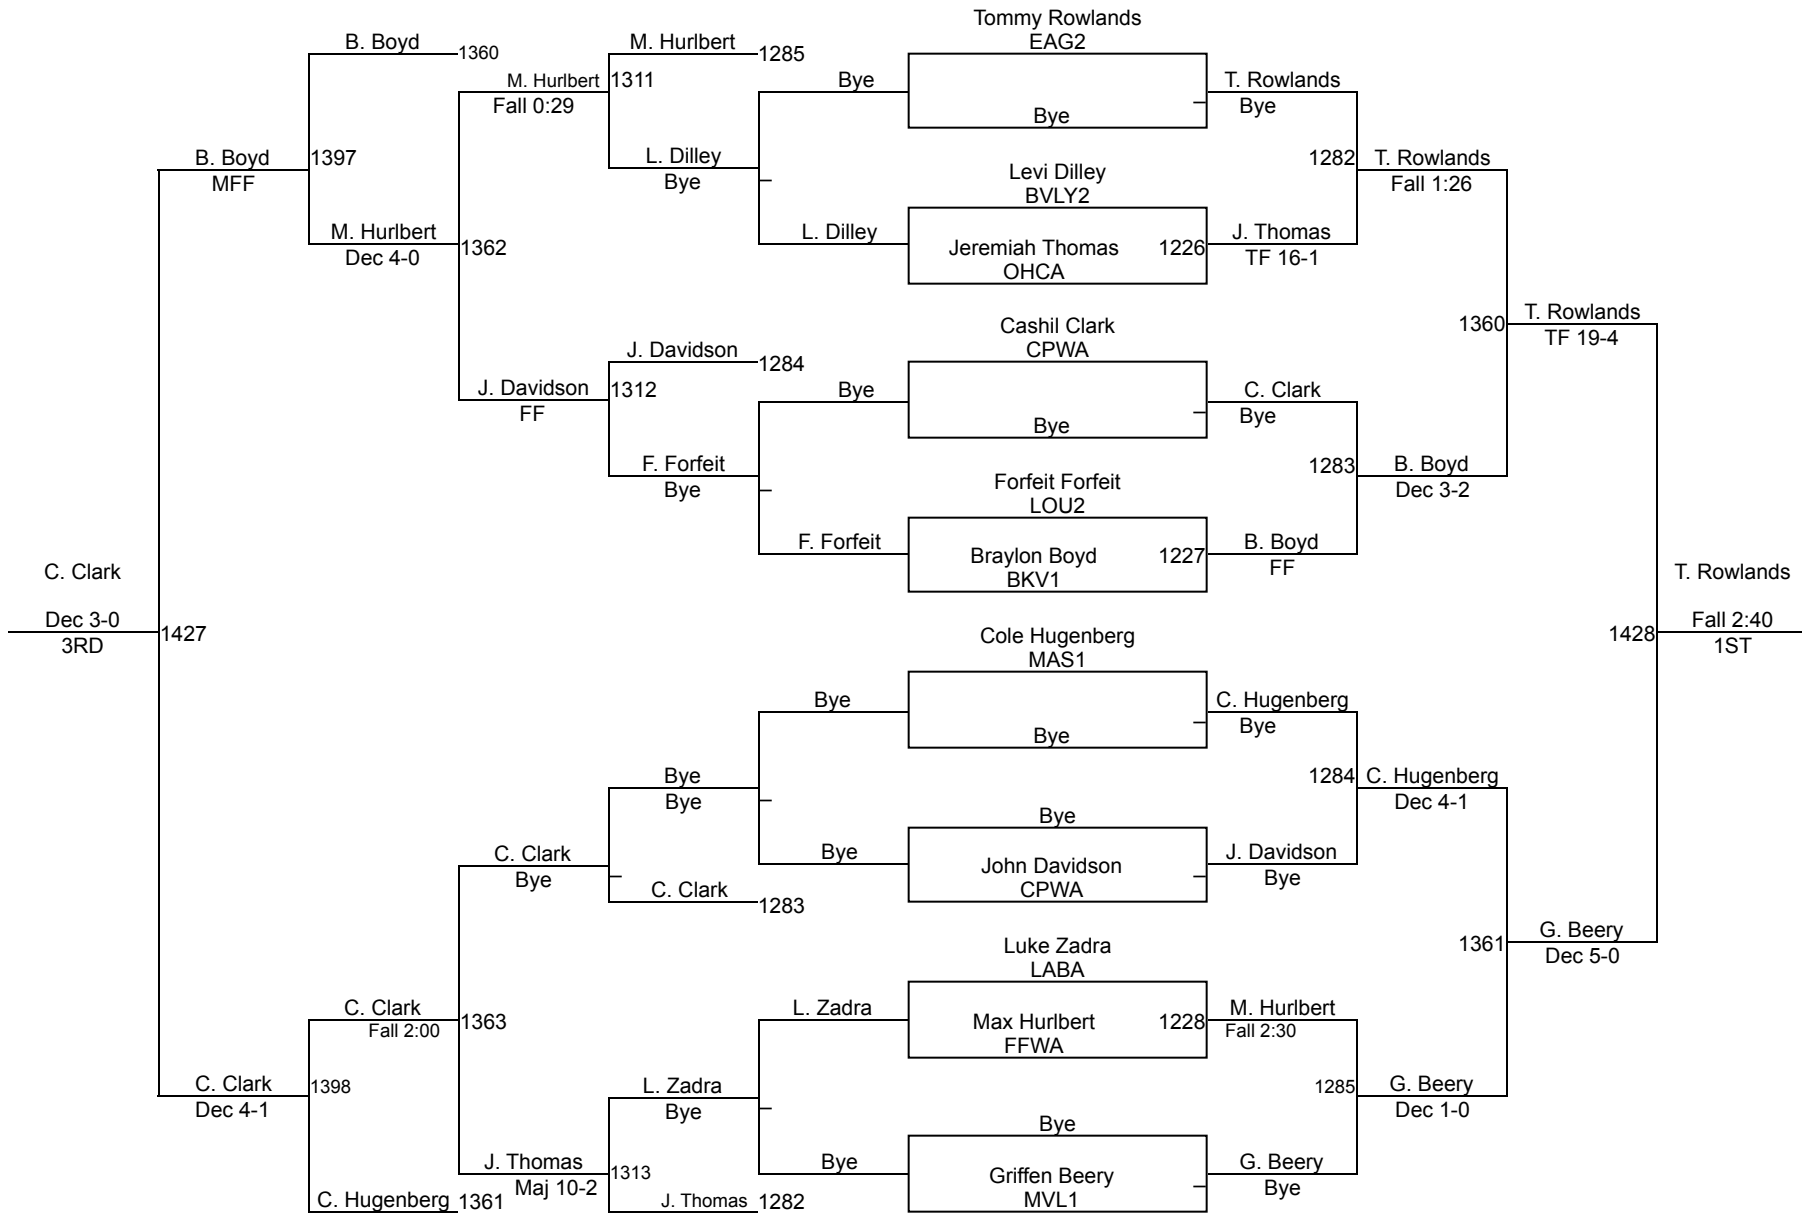 Tommy Rowlands
EAG2
B. Boyd
1360
M. Hurlbert
1285
M. Hurlbert
1311
Fall 0:29
Bye
Bye
T. Rowlands
Bye
B. Boyd
1397
MFF
L. Dilley
Bye
Levi Dilley
BVLY2
1282
T. Rowlands
Fall 1:26
M. Hurlbert
1362
Dec 4-0
L. Dilley
Jeremiah Thomas
1226
OHCA
J. Thomas
TF 16-1
Cashil Clark
CPWA
1360
T. Rowlands
TF 19-4
J. Davidson
1284
J. Davidson
1312
FF
Bye
Bye
C. Clark
Bye
F. Forfeit
Bye
Forfeit Forfeit
LOU2
1283
B. Boyd
Dec 3-2
F. Forfeit
Braylon Boyd
1227
BKV1
B. Boyd
FF
C. Clark
Dec 3-0
3RD
1427
T. Rowlands
1428
Fall 2:40
1ST
Cole Hugenberg
MAS1
Bye
Bye
C. Hugenberg
Bye
Bye
Bye
1284
C. Hugenberg
Dec 4-1
Bye
C. Clark
Bye
Bye
John Davidson
CPWA
J. Davidson
Bye
C. Clark
1283
Luke Zadra
LABA
1361
G. Beery
Dec 5-0
C. Clark
1363
Fall 2:00
L. Zadra
Max Hurlbert
1228
FFWA
M. Hurlbert
Fall 2:30
C. Clark
1398
Dec 4-1
L. Zadra
Bye
1285
G. Beery
Dec 1-0
Bye
J. Thomas
1313
Maj 10-2
Bye
Griffen Beery
MVL1
G. Beery
Bye
C. Hugenberg
1361
J. Thomas
1282